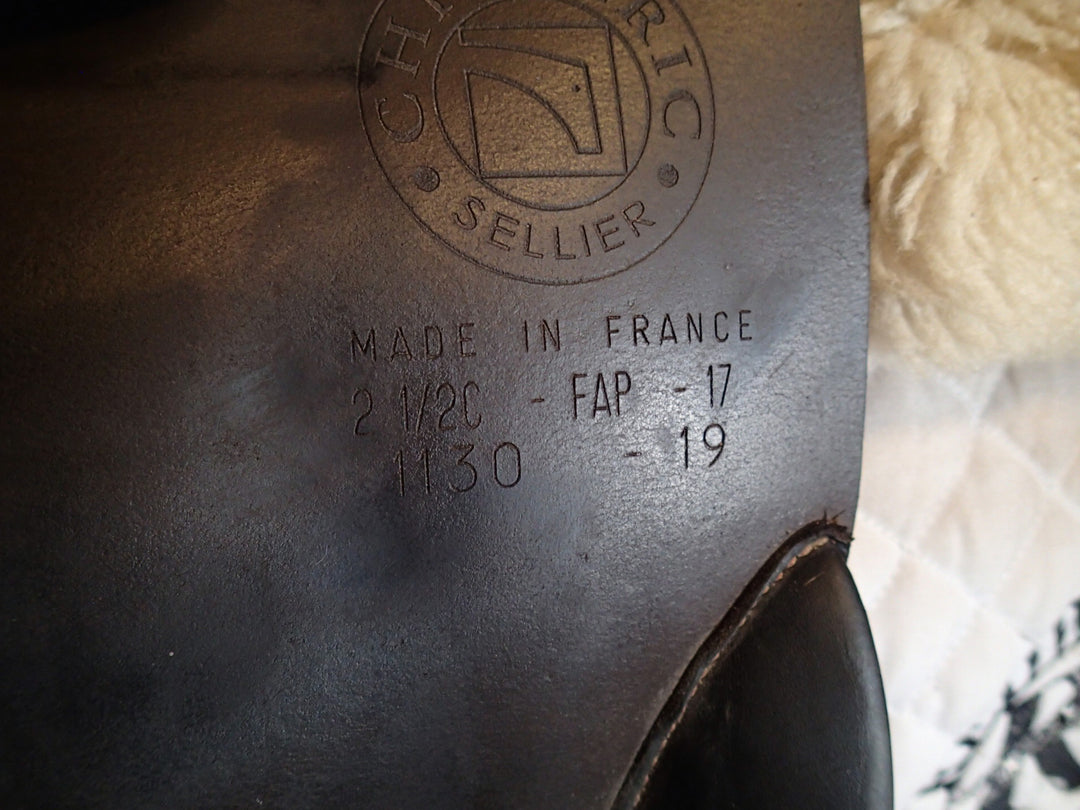 SELLIER
MADE IN FRANCE
2 1/2C - FAP - 17
1130 - 19